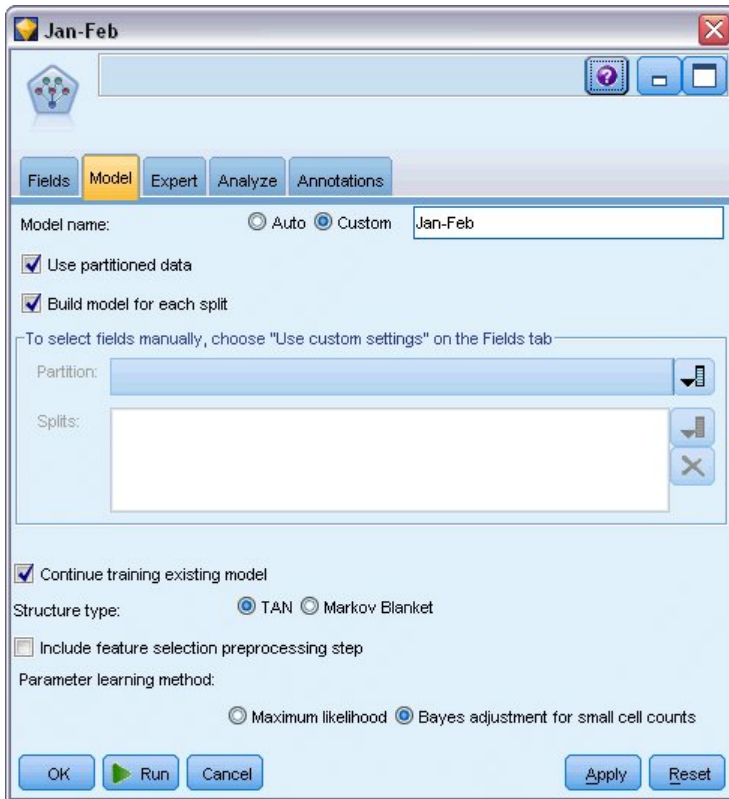 Jan-Feb
Fields Model Expert Analyze Annotations
Model name: Auto Custom Jan-Feb
Use partitioned data
Build model for each split
To select fields manually, choose "Use custom settings" on the Fields tab
Partition:
Splits:
Continue training existing model
Structure type: TAN Markov Blanket
Include feature selection preprocessing step
Parameter learning method:
Maximum likelihood Bayes adjustment for small cell counts
OK Run Cancel Apply Reset